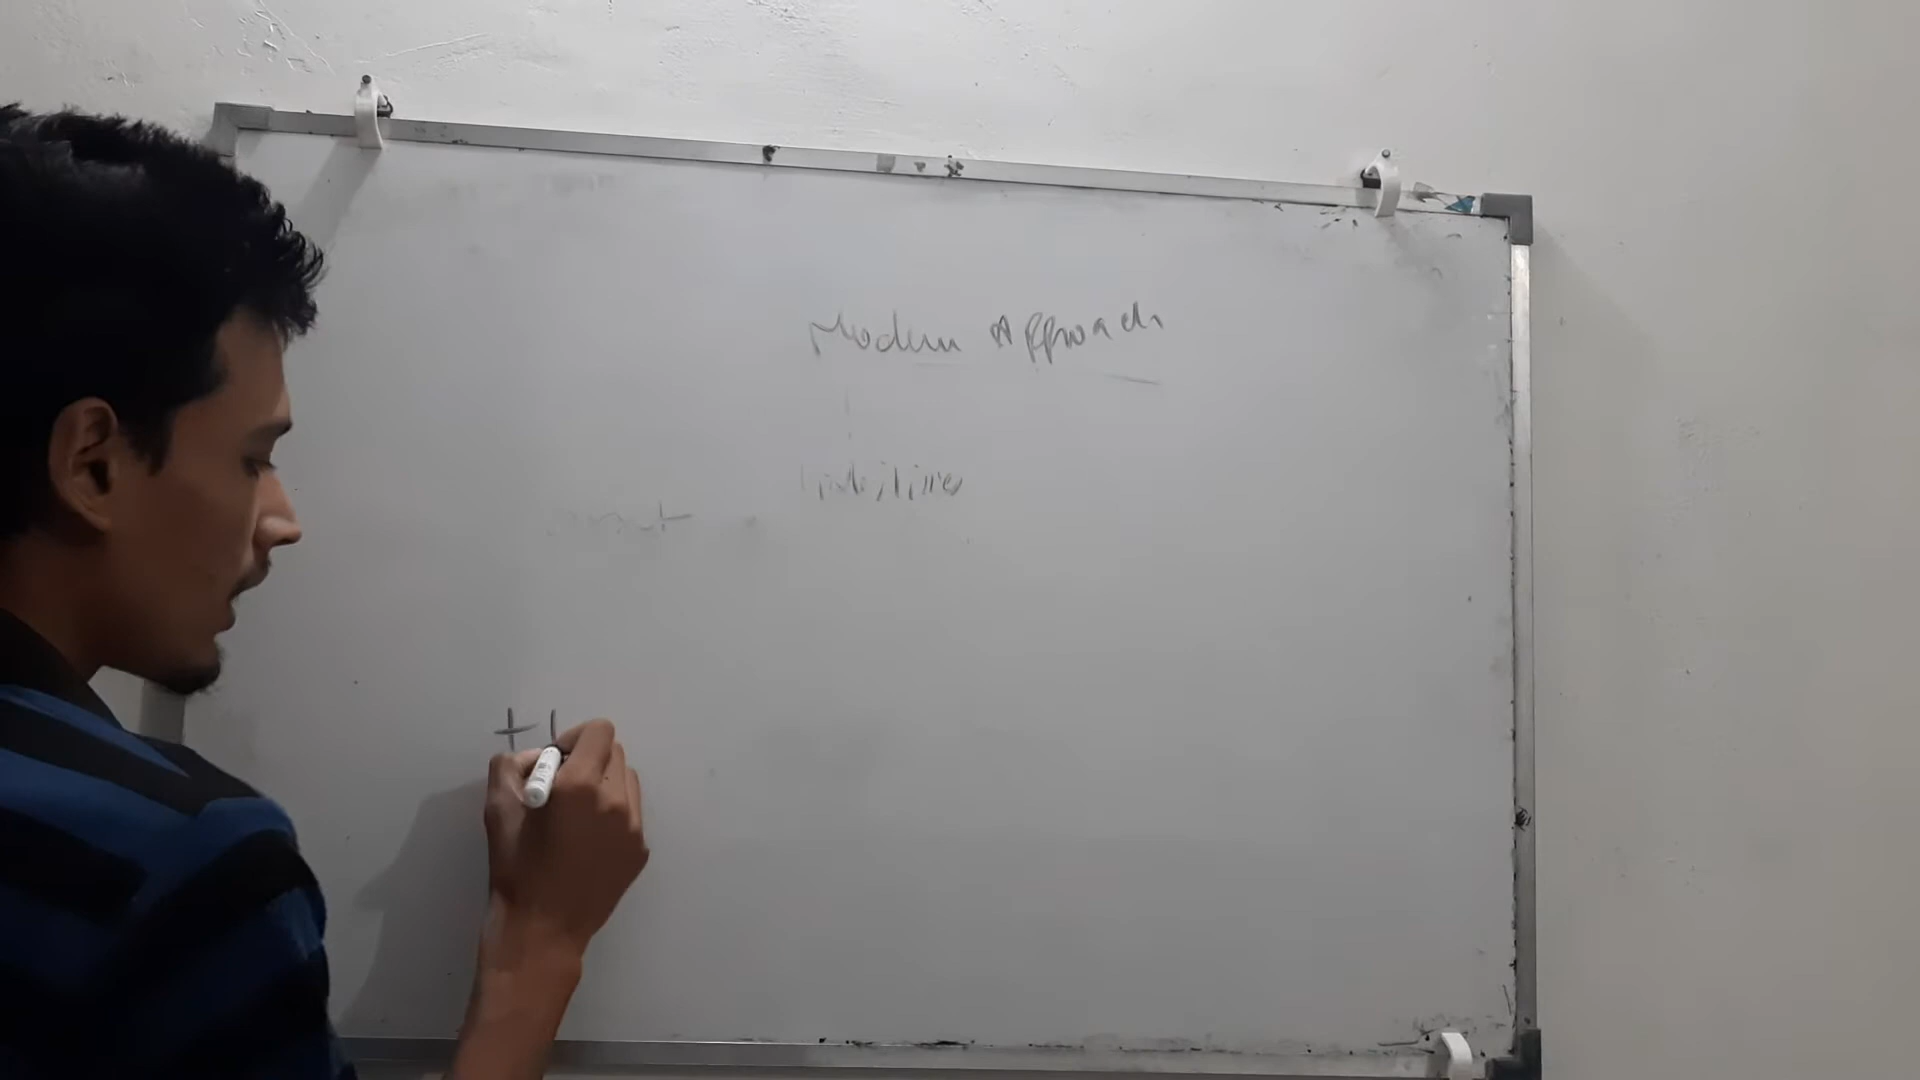 Modern Approach
Liabilities
+ I